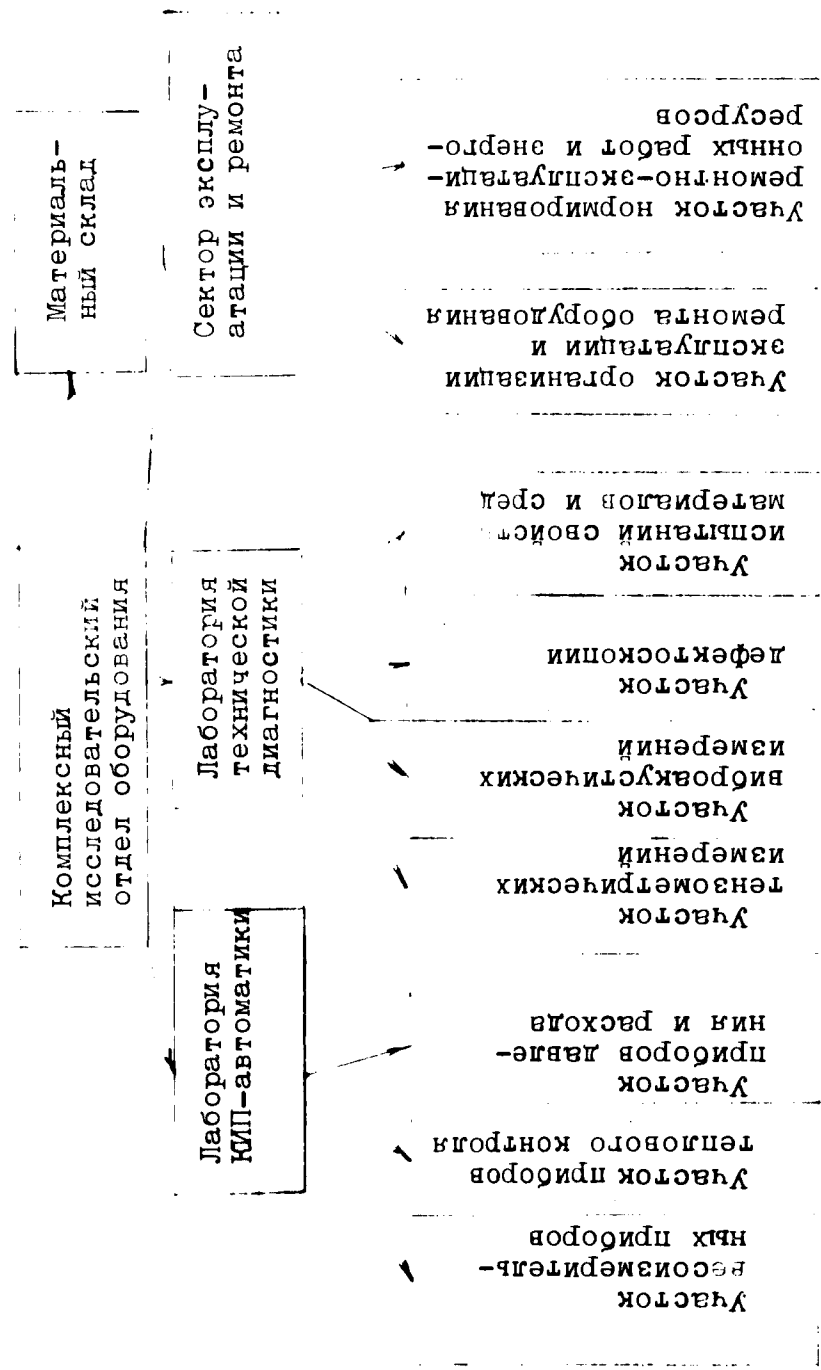 Материаль-
ный склад
Комплексный
исследовательский
отдел оборудования
Сектор эксплу-
атации и ремонта
Лаборатория
технической
диагностики
Лаборатория
КИП-автоматики
Участок нормирования
ремонтно-эксплуатаци-
онных работ и энерго-
ресурсов
Участок организации
эксплуатации и
ремонта оборудования
Участок
испытаний свойст
материалов и сред
Участок
дефектоскопии
Участок
виброакустических
измерений
Участок
тензометрических
измерений
Участок
приборов давле-
ния и расхода
Участок приборов
теплового контроля
Участок
весоизмеритель-
ных приборов